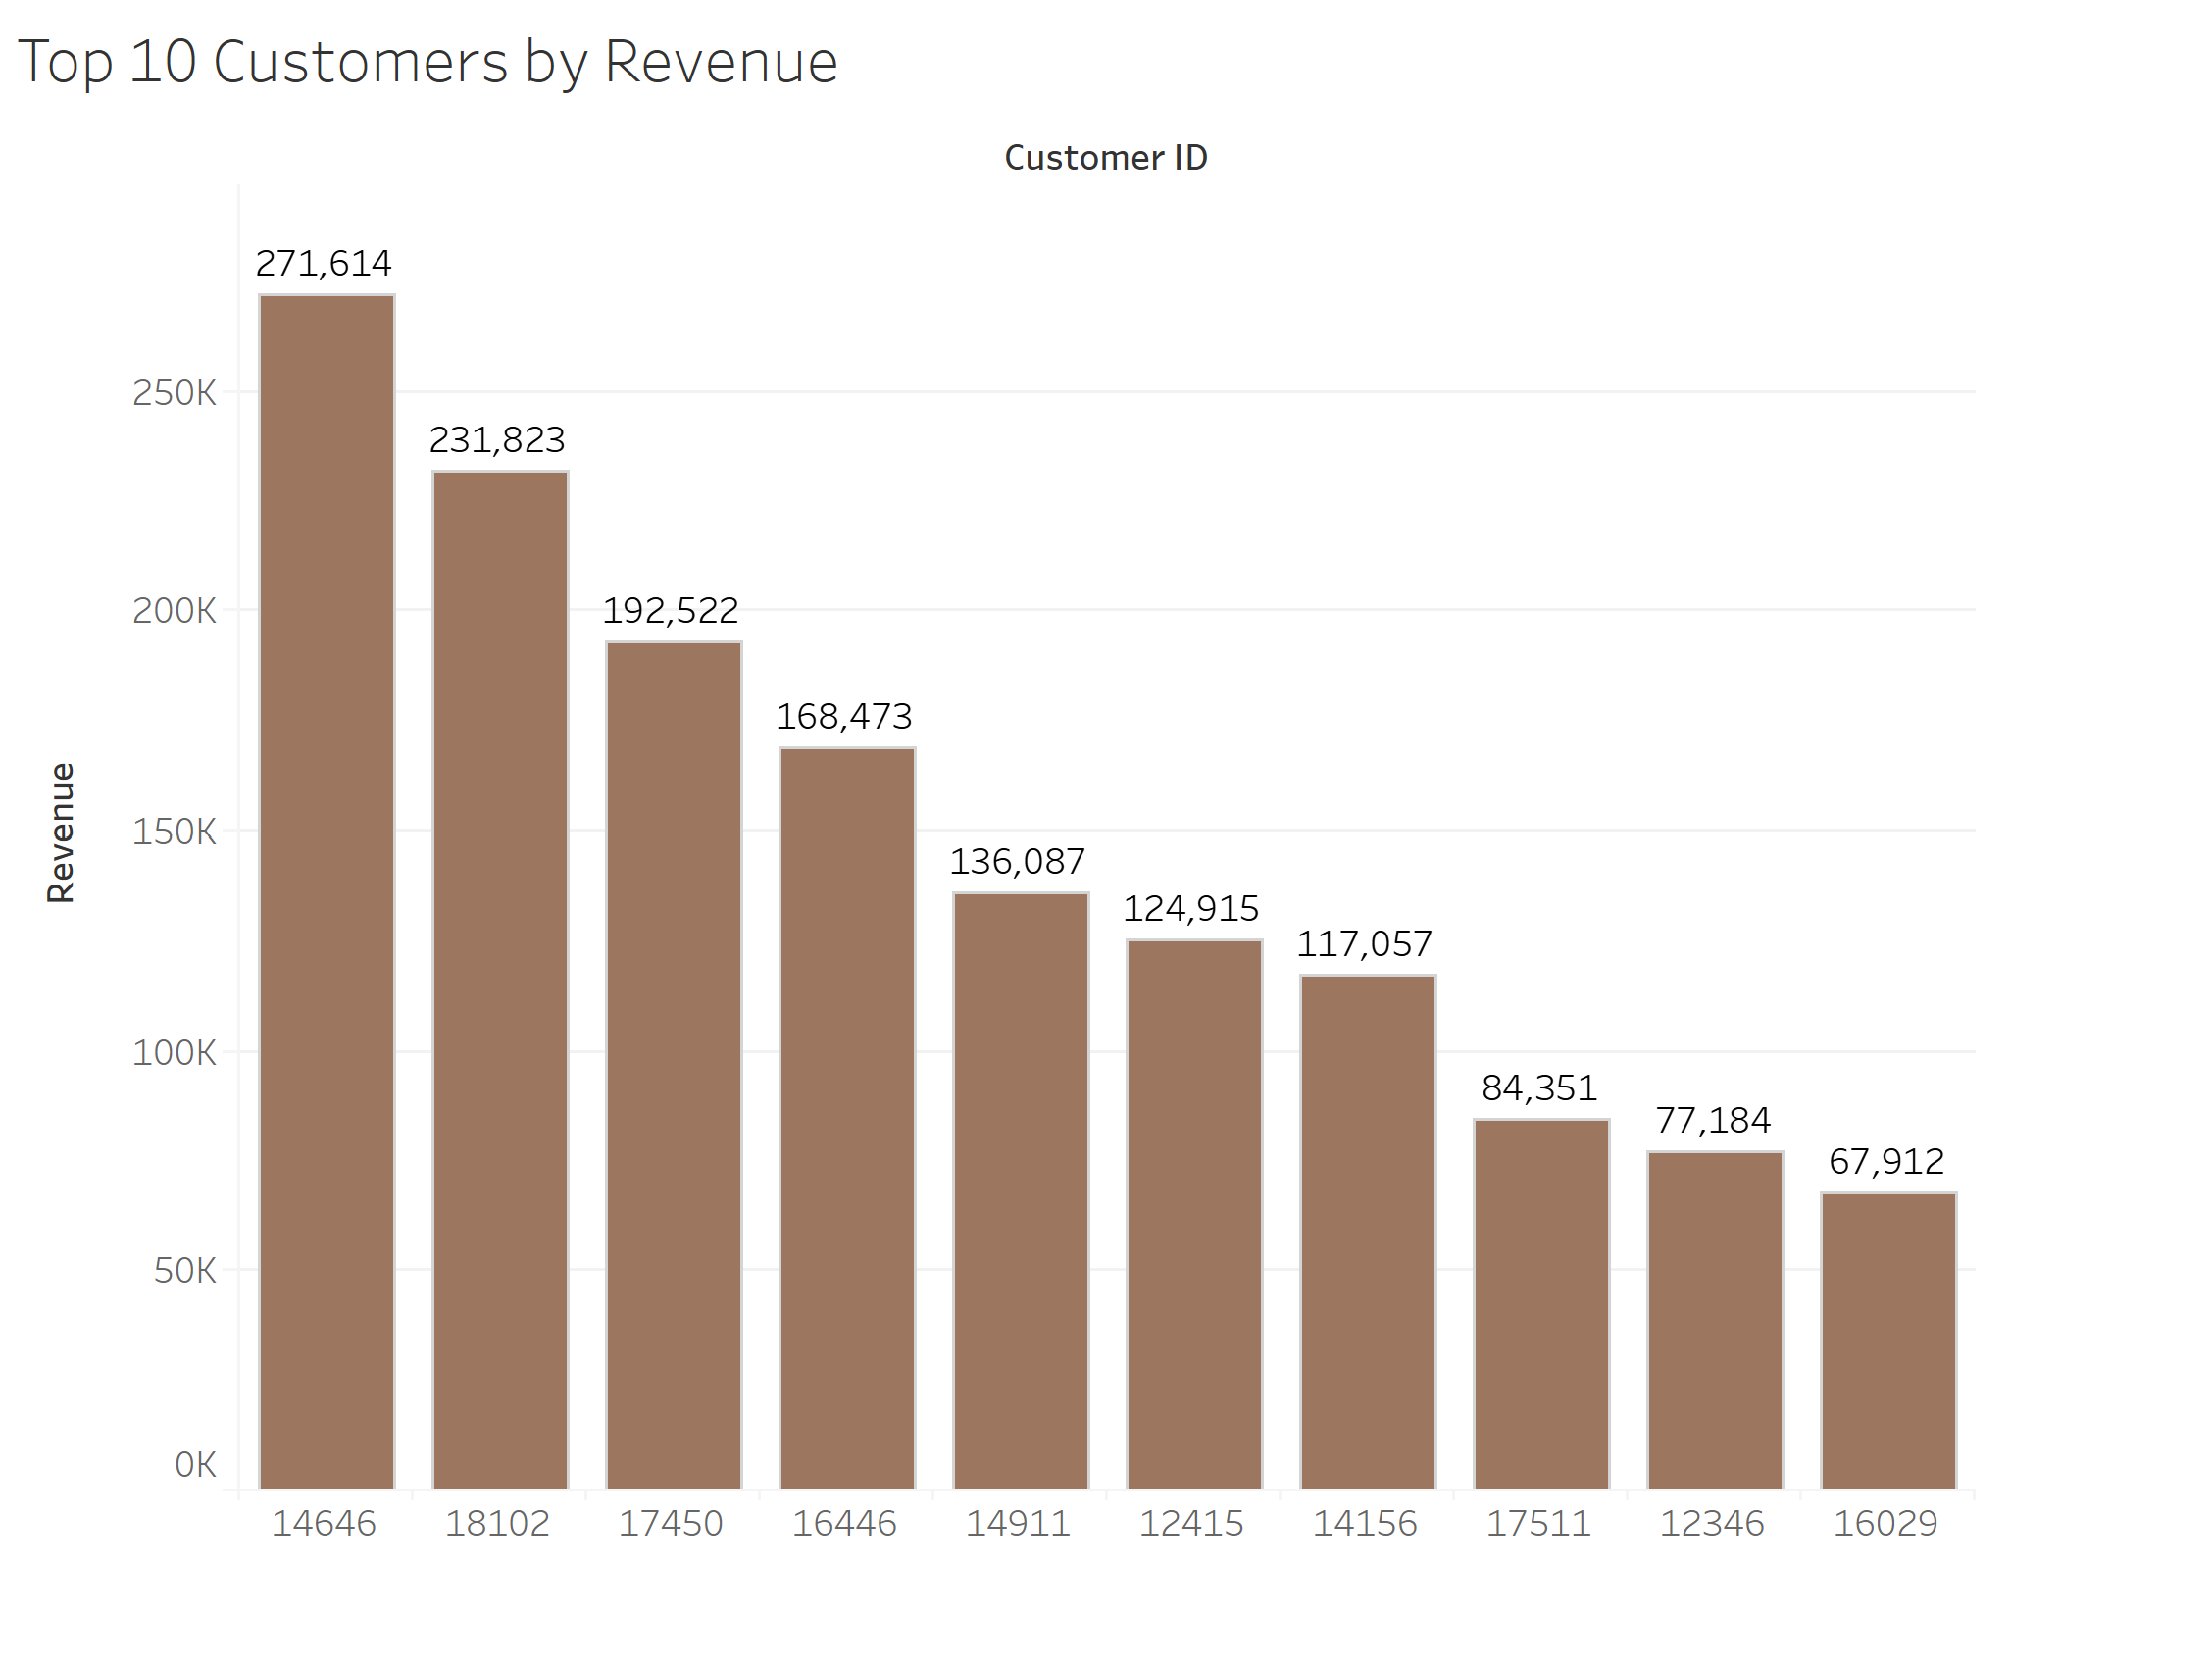 Top 10 Customers by Revenue
Customer ID
271,614
231,823
192,522
168,473
136,087
124,915
117,057
84,351
77,184
67,912
250K
200K
150K
100K
50K
0K
Revenue
14646 18102 17450 16446 14911 12415 14156 17511 12346 16029